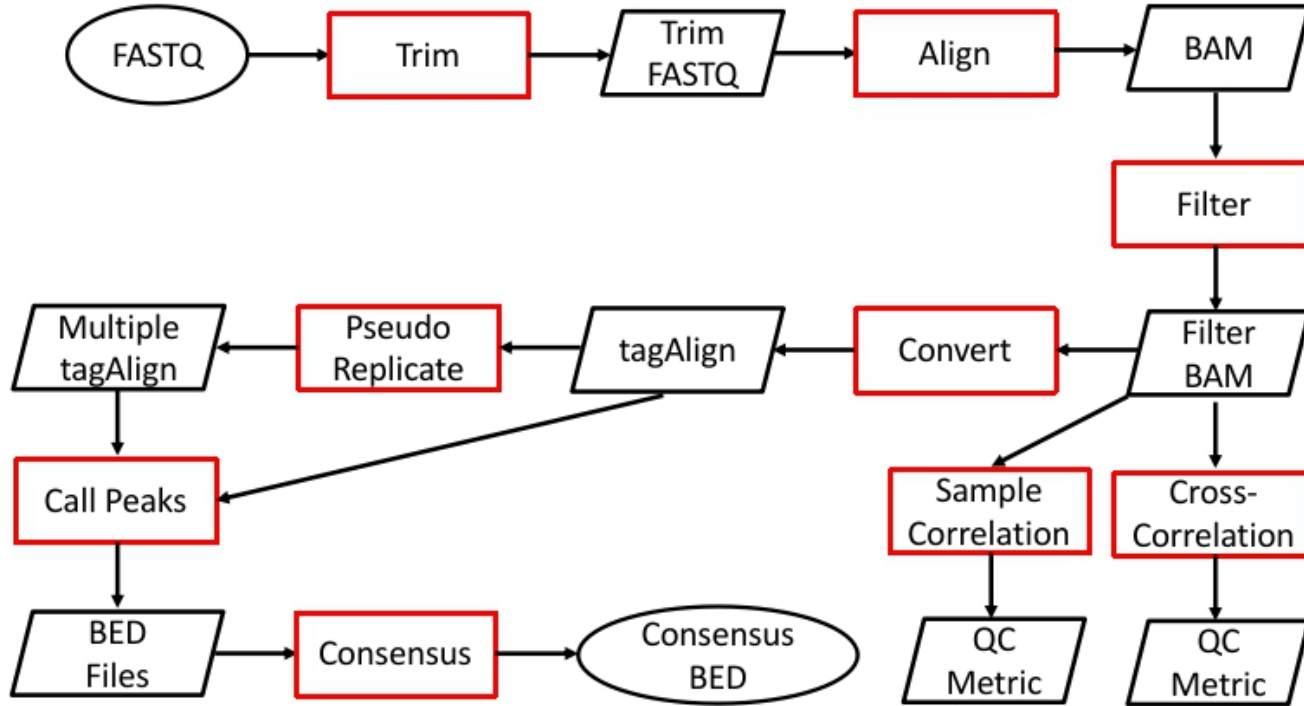 FASTQ
Trim
Trim
FASTQ
Align
BAM
Filter
Multiple
tagAlign
Pseudo
Replicate
tagAlign
Convert
Filter
BAM
Call Peaks
Sample
Correlation
Cross-
Correlation
BED
Files
Consensus
Consensus
BED
QC
Metric
QC
Metric